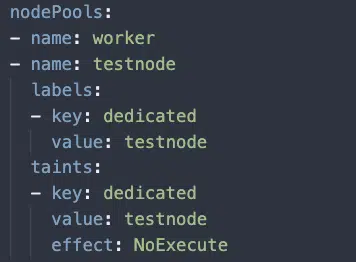 nodePools:
- name: worker
- name: testnode
  labels:
  - key: dedicated
    value: testnode
  taints:
  - key: dedicated
    value: testnode
    effect: NoExecute